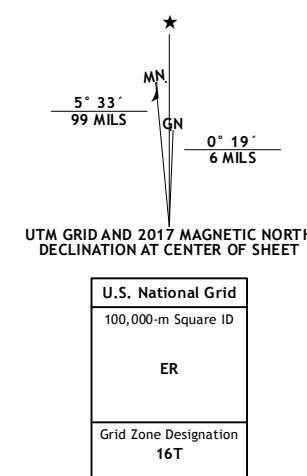 ★
MN.
5° 33´
99 MILS
GN
0° 19´
6 MILS
UTM GRID AND 2017 MAGNETIC NORTH
DECLINATION AT CENTER OF SHEET
U.S. National Grid
100,000-m Square ID
ER
Grid Zone Designation
16T